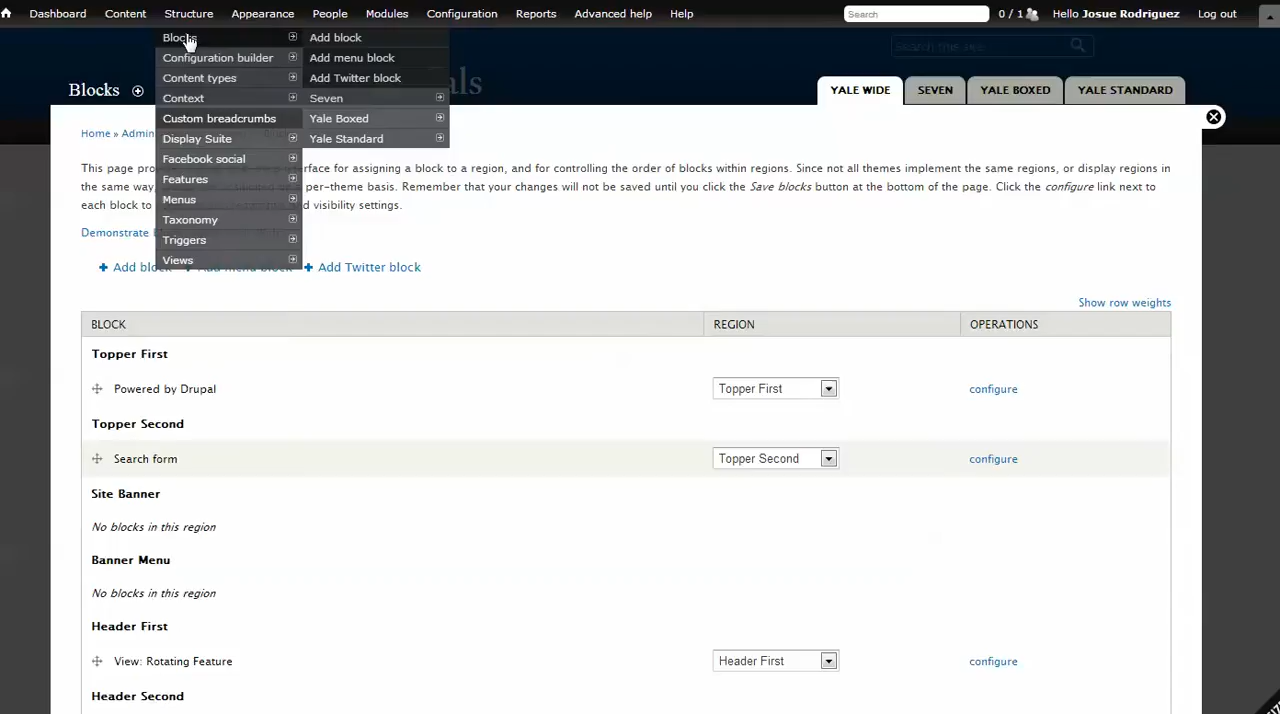 Dashboard Content Structure Appearance People Modules Configuration Reports Advanced help Help Search 0 / 1 Hello Josue Rodriguez Log out
Blocks Add block
Configuration builder Add menu block
Content types Add Twitter block
Context Seven
Custom breadcrumbs Yale Boxed
Display Suite Yale Standard
Facebook social
Features
Menus
Taxonomy
Triggers
Views
Search this site
Blocks YALE WIDE SEVEN YALE BOXED YALE STANDARD
Home » Admin
This page interface for assigning a block to a region, and for controlling the order of blocks within regions. Since not all themes implement the same regions, or display regions in
the same way, per-theme basis. Remember that your changes will not be saved until you click the Save blocks button at the bottom of the page. Click the configure link next to
each block to visibility settings.
Demonstrate
+ Add block Add menu block + Add Twitter block
Show row weights
BLOCK REGION OPERATIONS
Topper First
Powered by Drupal Topper First configure
Topper Second
Search form Topper Second configure
Site Banner
No blocks in this region
Banner Menu
No blocks in this region
Header First
View: Rotating Feature Header First configure
Header Second